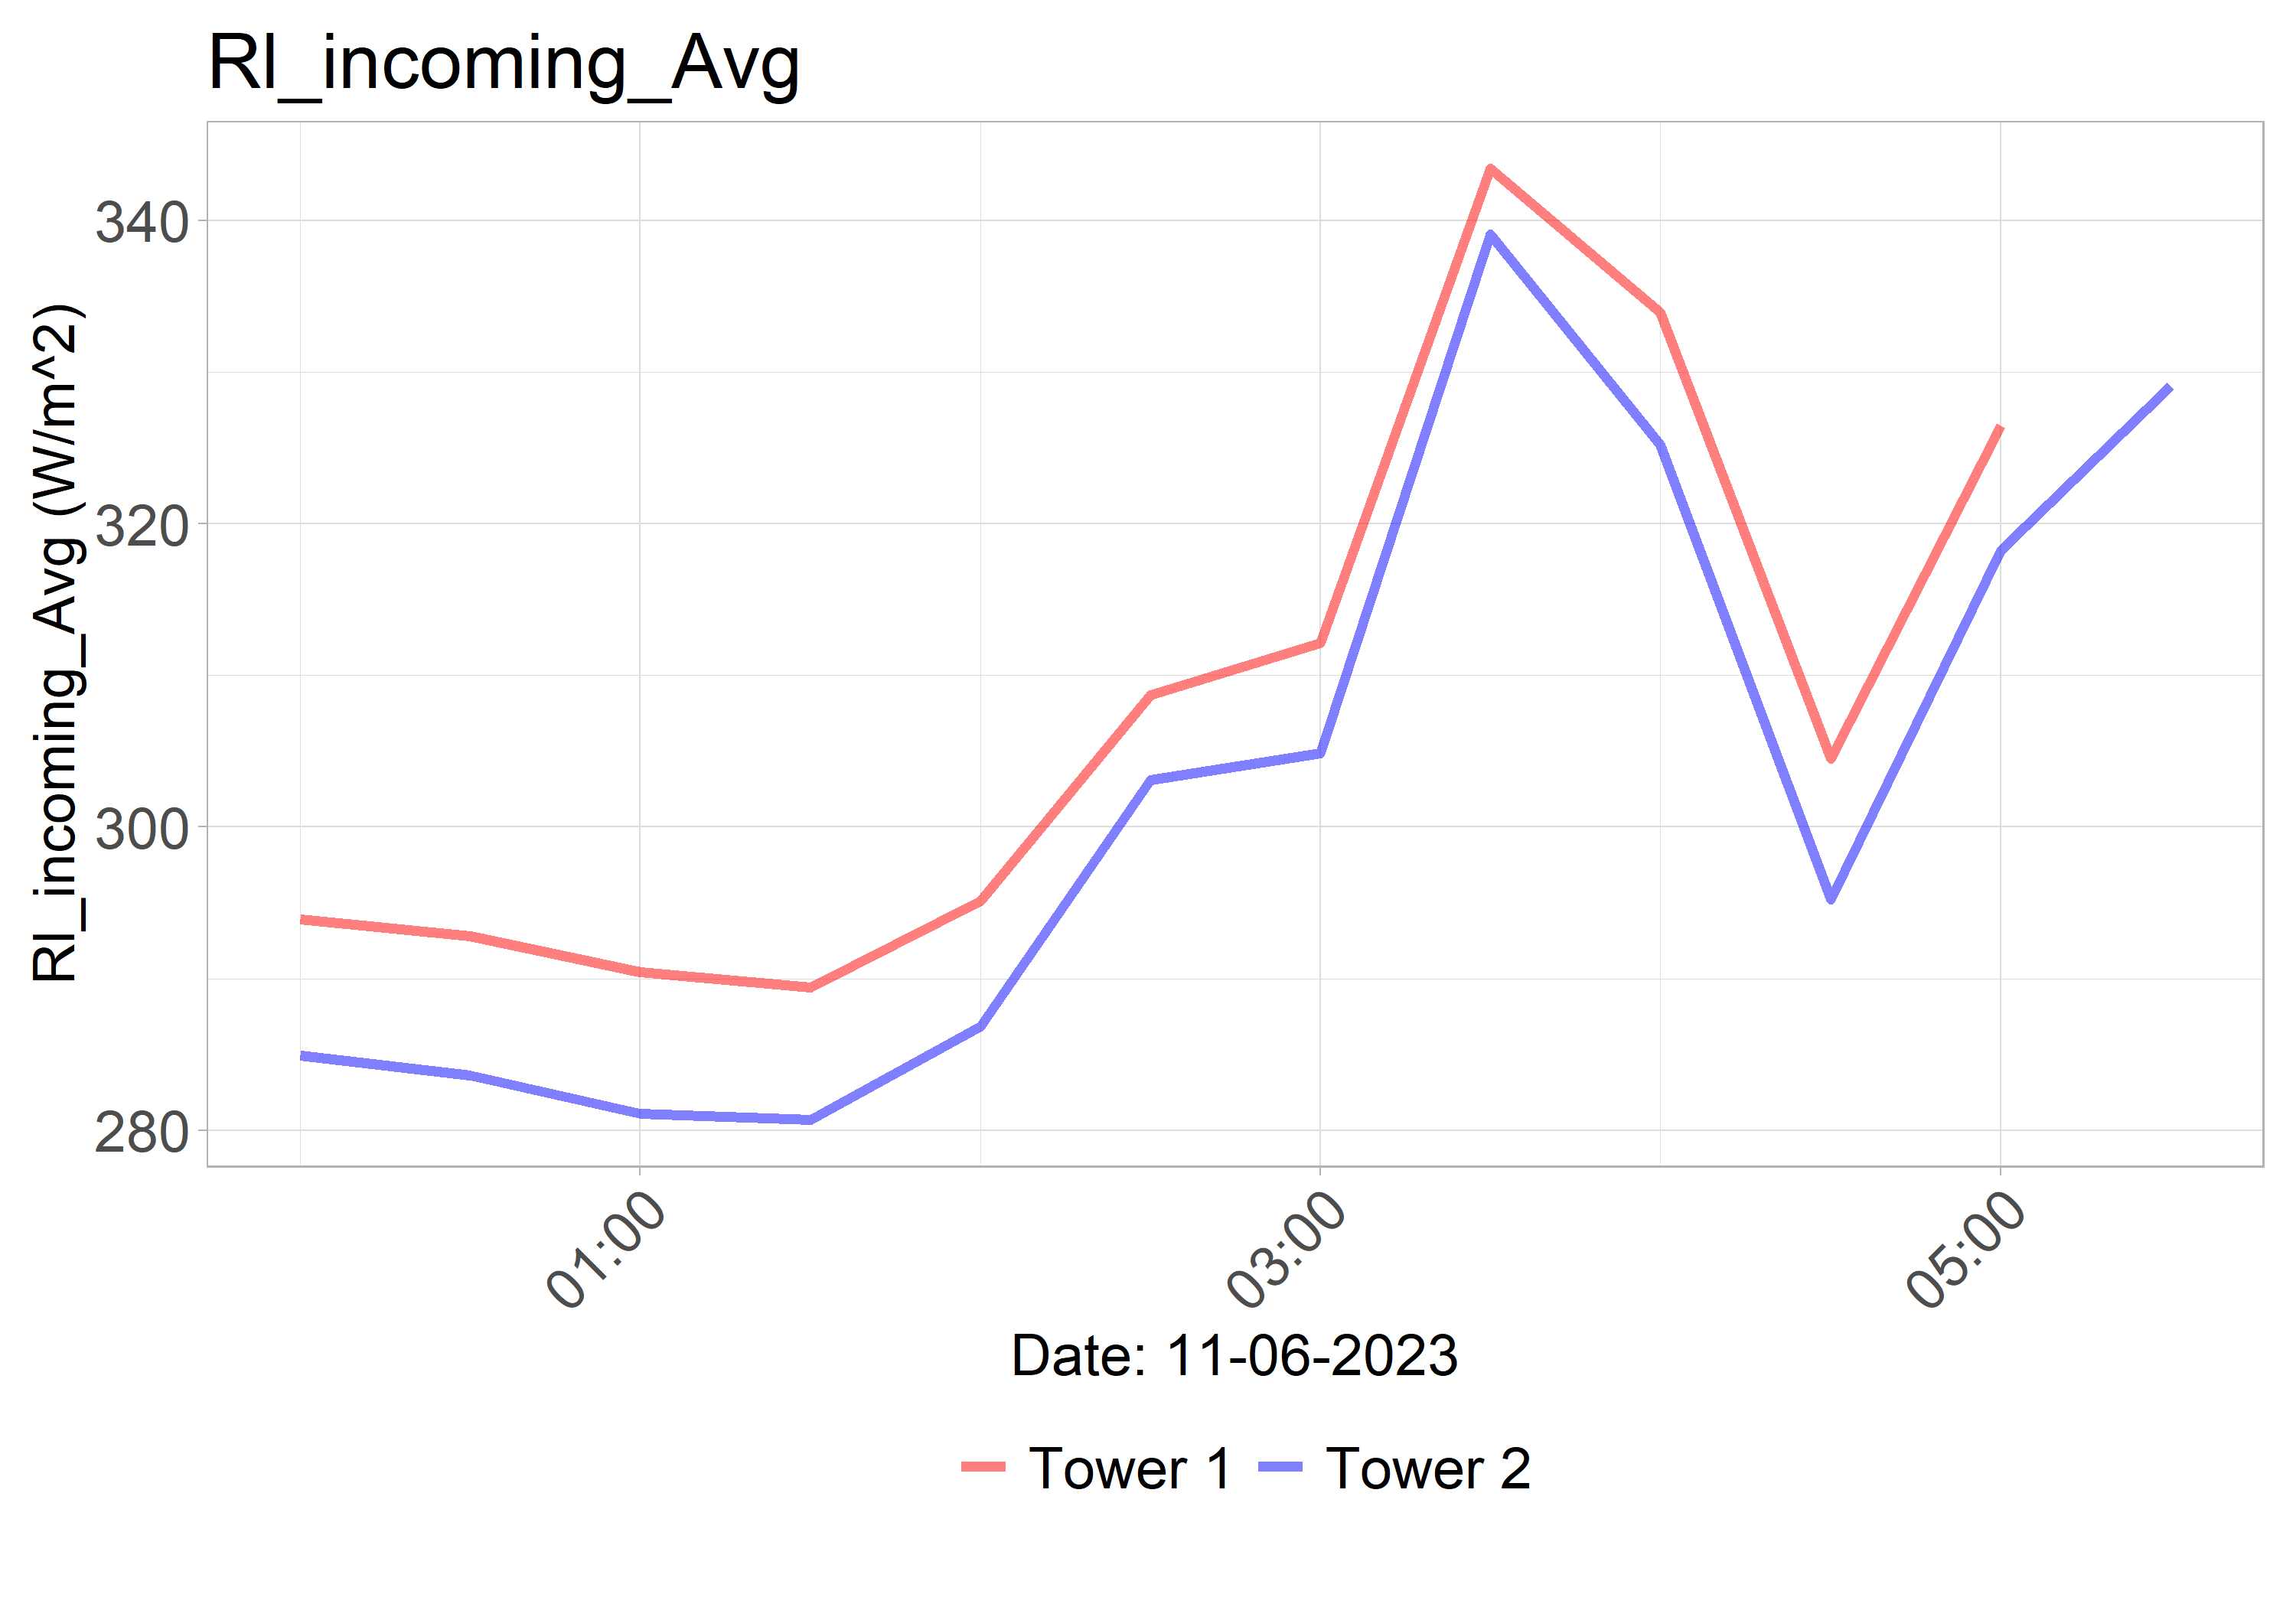 Rl_incoming_Avg
Rl_incoming_Avg (W/m^2)
340
320
300
280
01:00
03:00
05:00
Date: 11-06-2023
Tower 1
Tower 2